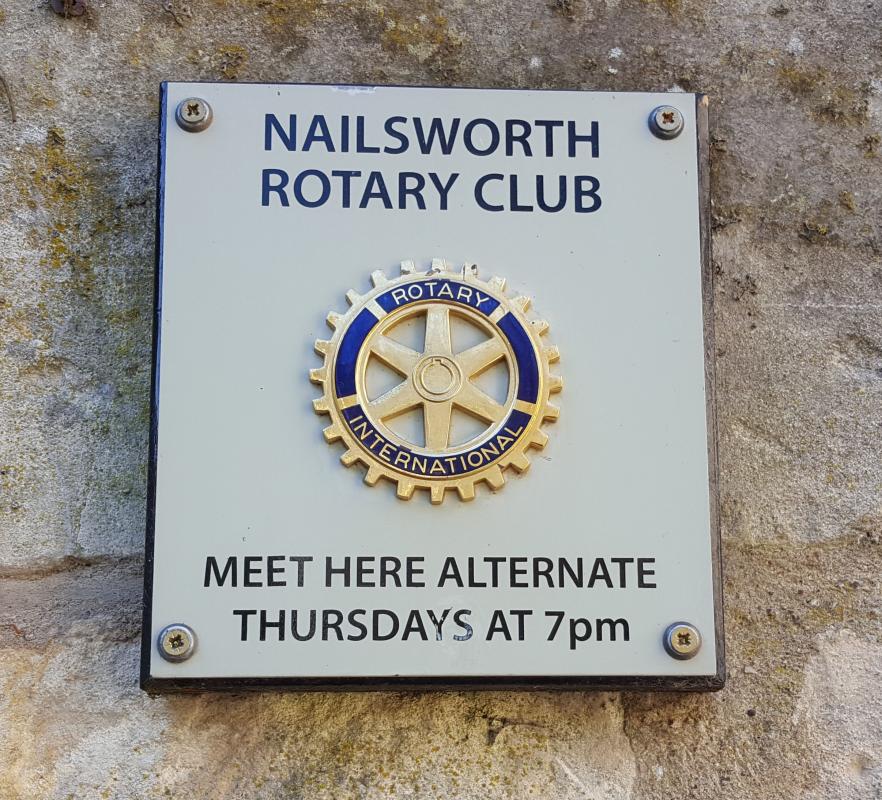 NAILSWORTH
ROTARY CLUB
ROTARY
INTERNATIONAL
MEET HERE ALTERNATE
THURSDAYS AT 7pm